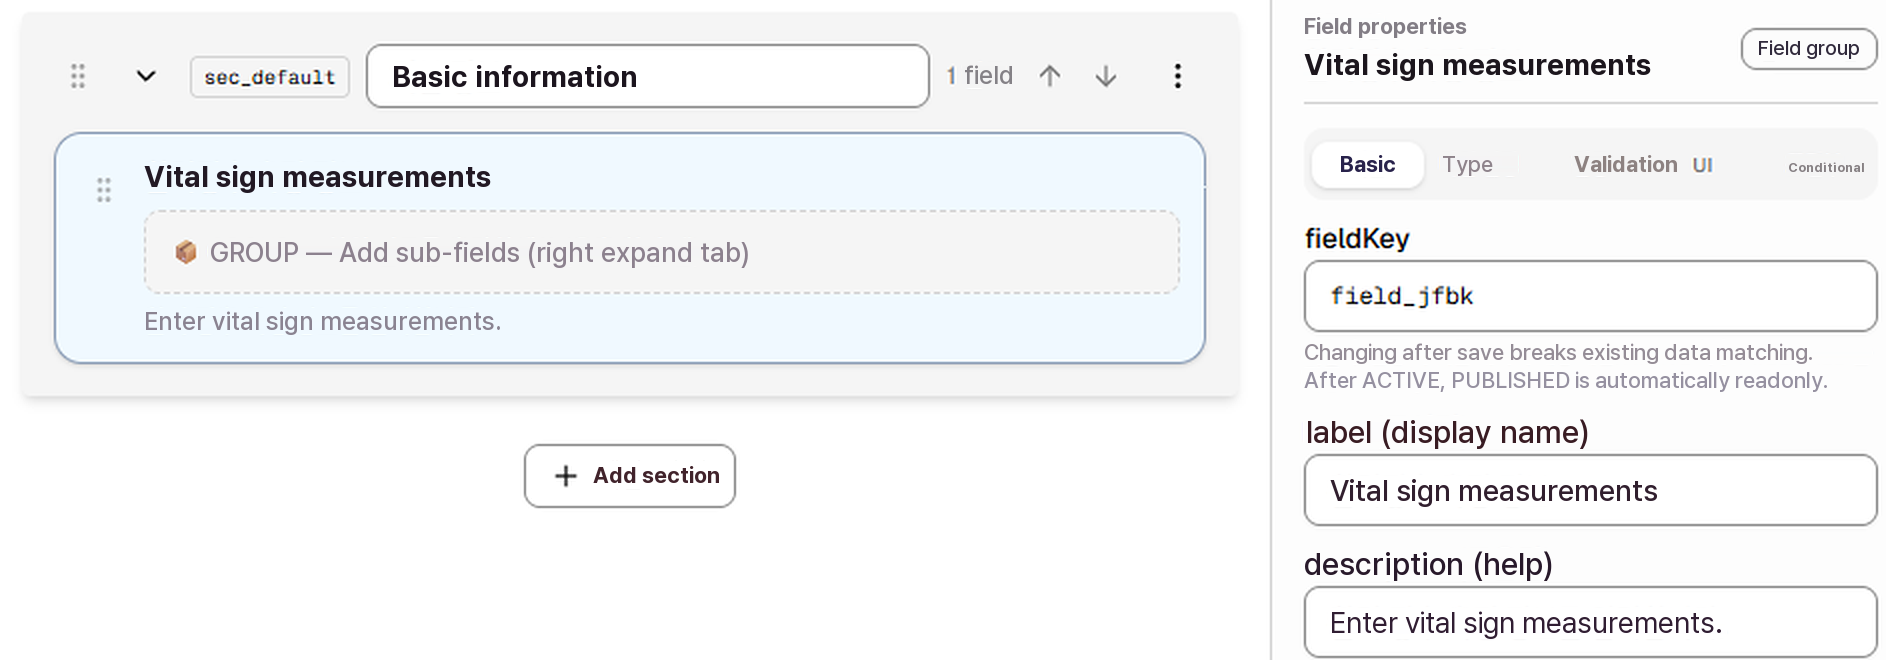 sec_default
Basic information
1 field
Vital sign measurements
GROUP — Add sub-fields (right expand tab)
Enter vital sign measurements.
Add section
Field properties
Vital sign measurements
Field group
Basic Type Validation UI Conditional
fieldKey
field_jfbk
Changing after save breaks existing data matching.
After ACTIVE, PUBLISHED is automatically readonly.
label (display name)
Vital sign measurements
description (help)
Enter vital sign measurements.